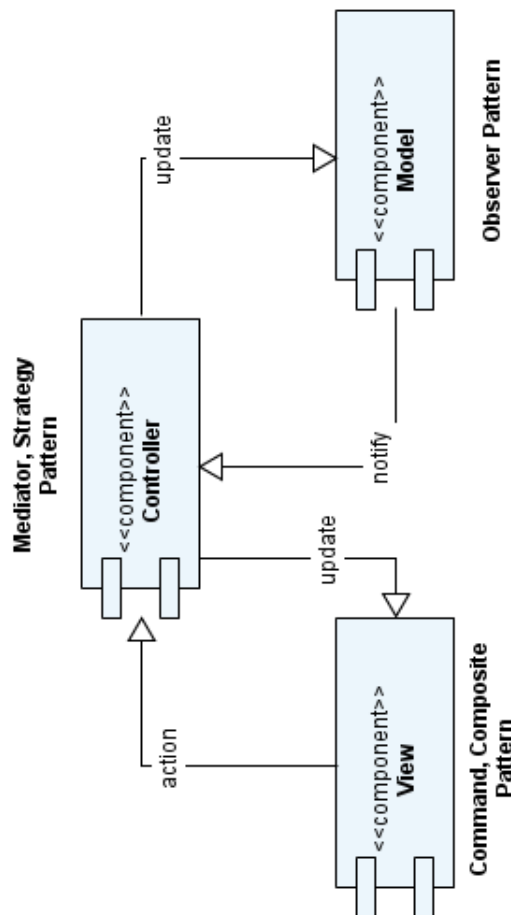 Mediator, Strategy
Pattern
<<component>>
Controller
action
update
update
notify
<<component>>
View
Command, Composite
Pattern
<<component>>
Model
Observer Pattern